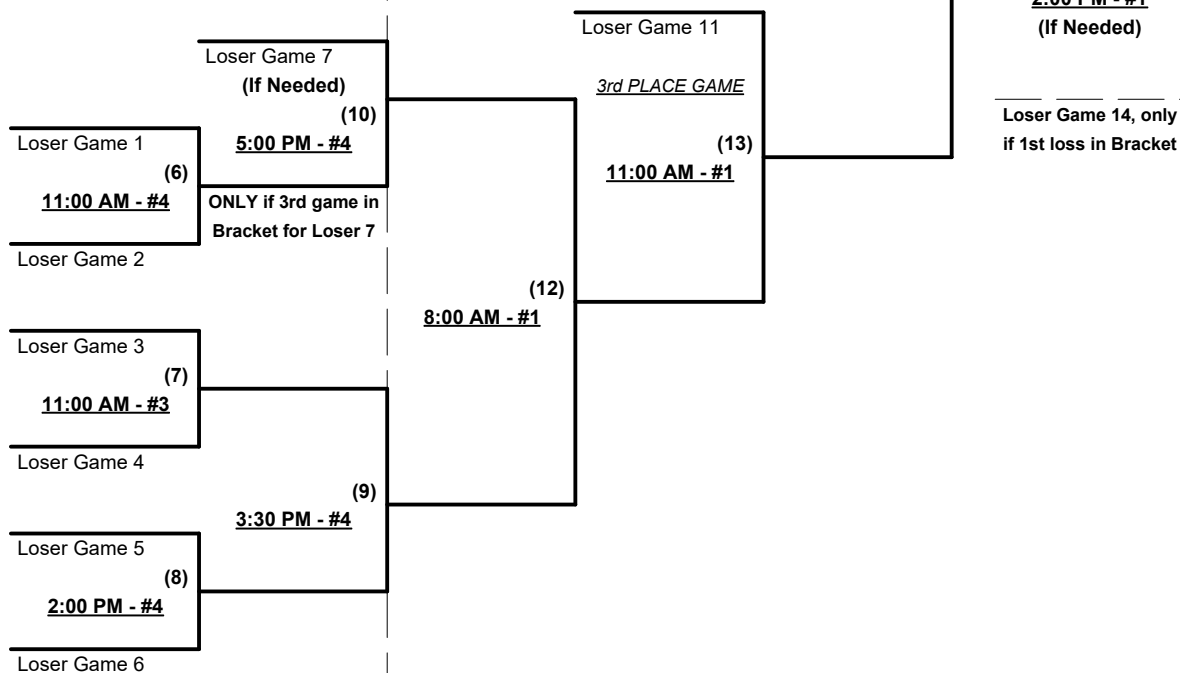 2:00 PM - #1
(If Needed)
Loser Game 14, only
if 1st loss in Bracket
Loser Game 11
3rd PLACE GAME
(13)
11:00 AM - #1
Loser Game 7
(If Needed)
(10)
5:00 PM - #4
ONLY if 3rd game in
Bracket for Loser 7
Loser Game 1
(6)
11:00 AM - #4
Loser Game 2
(12)
8:00 AM - #1
Loser Game 3
(7)
11:00 AM - #3
Loser Game 4
(9)
3:30 PM - #4
Loser Game 5
(8)
2:00 PM - #4
Loser Game 6